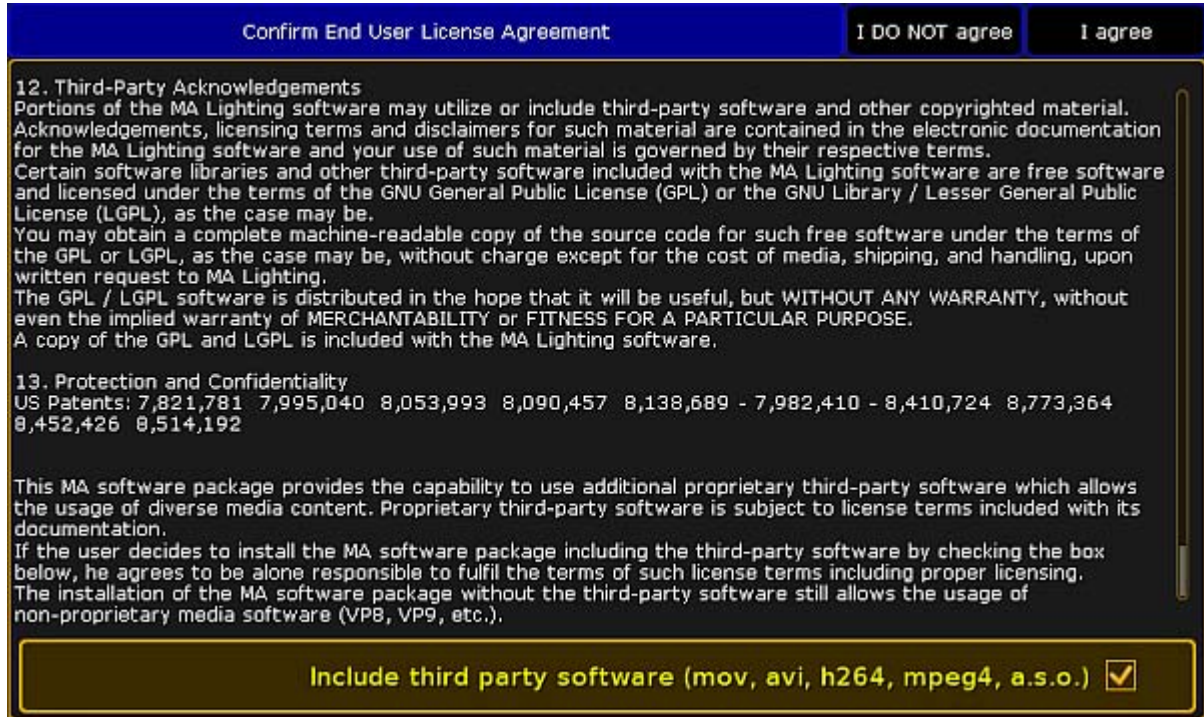 Confirm End User License Agreement
I DO NOT agree
I agree
12. Third-Party Acknowledgements
Portions of the MA Lighting software may utilize or include third-party software and other copyrighted material.
Acknowledgements, licensing terms and disclaimers for such material are contained in the electronic documentation
for the MA Lighting software and your use of such material is governed by their respective terms.
Certain software libraries and other third-party software included with the MA Lighting software are free software
and licensed under the terms of the GNU General Public License (GPL) or the GNU Library / Lesser General Public
License (LGPL), as the case may be.
You may obtain a complete machine-readable copy of the source code for such free software under the terms of
the GPL or LGPL, as the case may be, without charge except for the cost of media, shipping, and handling, upon
written request to MA Lighting.
The GPL / LGPL software is distributed in the hope that it will be useful, but WITHOUT ANY WARRANTY, without
even the implied warranty of MERCHANTABILITY or FITNESS FOR A PARTICULAR PURPOSE.
A copy of the GPL and LGPL is included with the MA Lighting software.
13. Protection and Confidentiality
US Patents: 7,821,781 7,995,040 8,053,993 8,090,457 8,138,689 - 7,982,410 - 8,410,724 8,773,364
8,452,426 8,514,192
This MA software package provides the capability to use additional proprietary third-party software which allows
the usage of diverse media content. Proprietary third-party software is subject to license terms included with its
documentation.
If the user decides to install the MA software package including the third-party software by checking the box
below, he agrees to be alone responsible to fulfil the terms of such license terms including proper licensing.
The installation of the MA software package without the third-party software still allows the usage of
non-proprietary media software (VP8, VP9, etc.).
Include third party software (mov, avi, h264, mpeg4, a.s.o.)